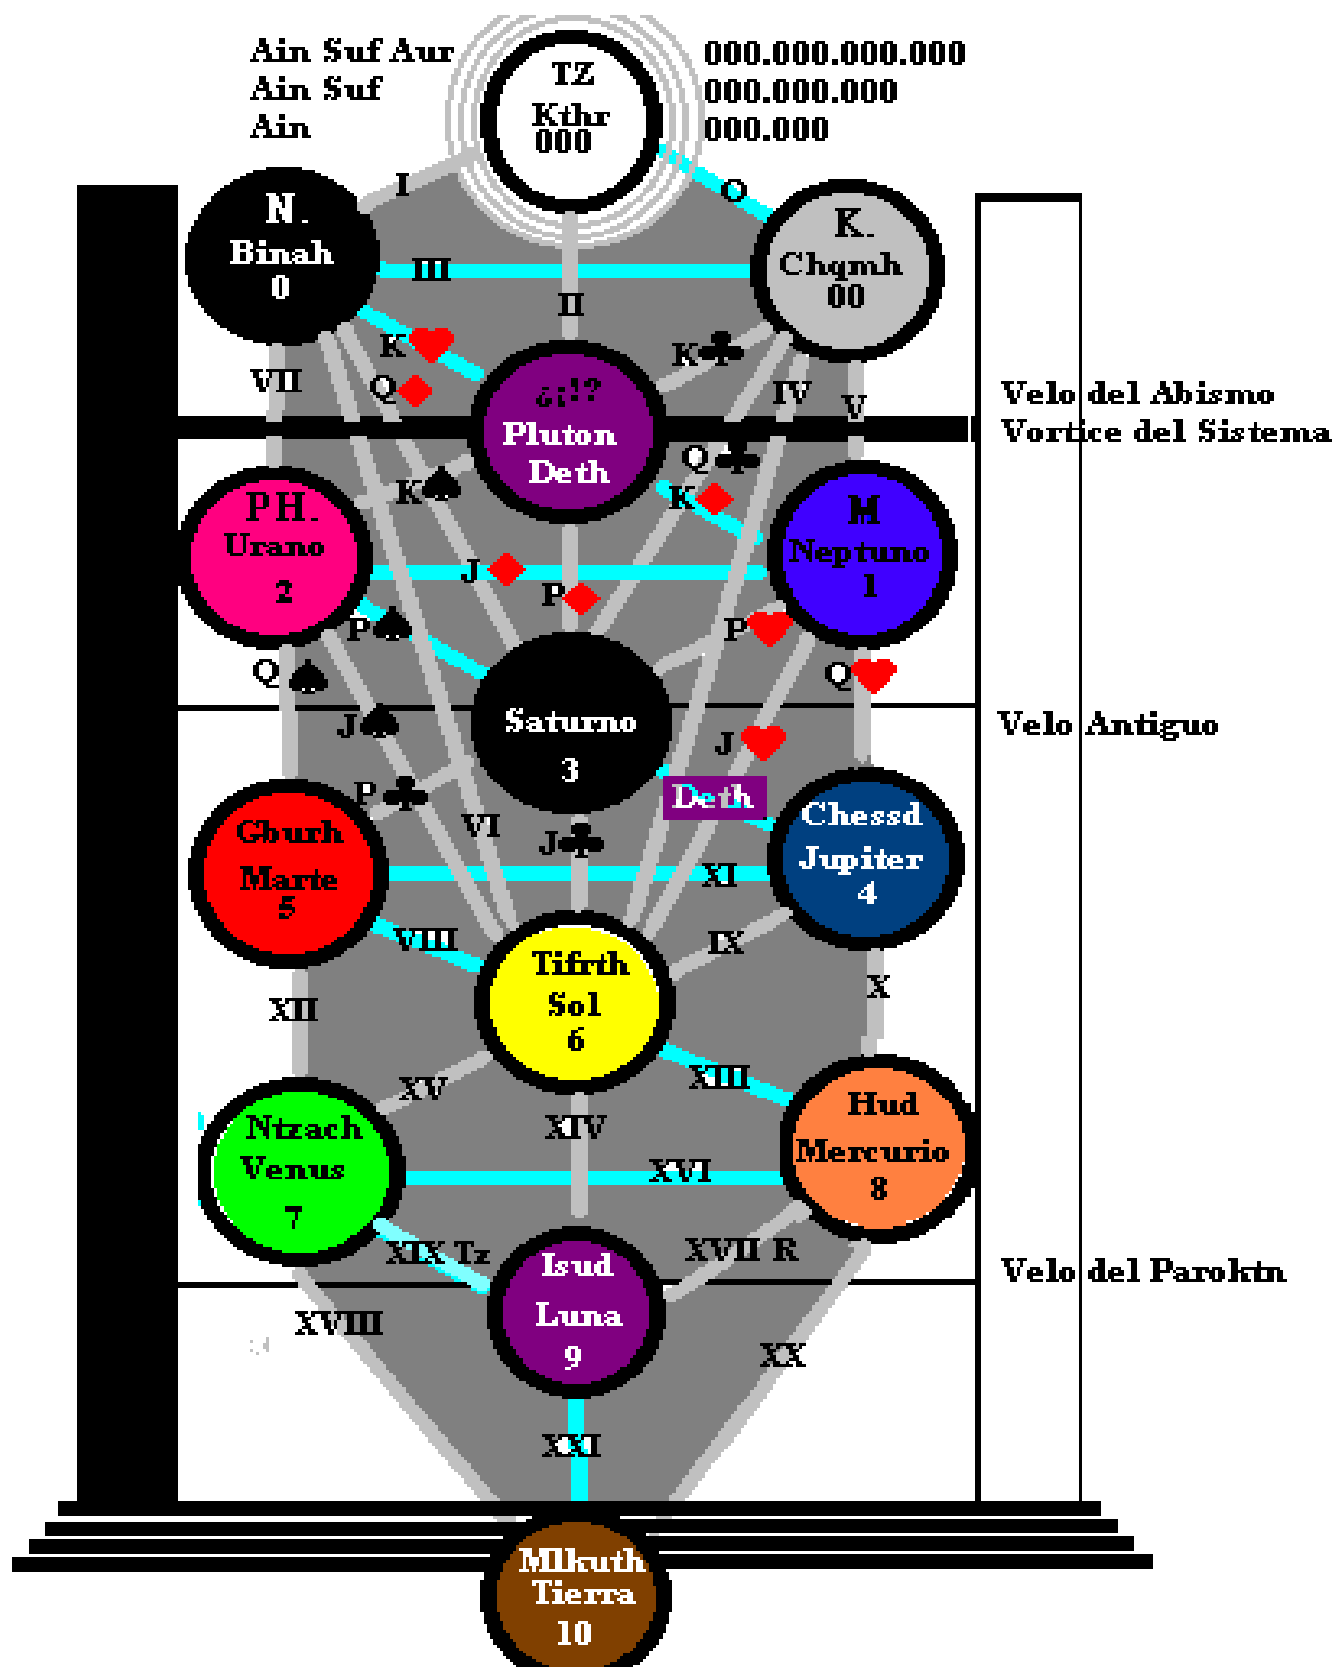 Ain Suf Aur
000.000.000.000
Ain Suf
000.000.000
Ain
000.000
TZ
Kthr
000
I
O
N.
Binah
0
K.
Chqmh
00
III
II
K♥
K♣
Q♦
VII
IV
V
¿¡!?
Pluton
Deth
Velo del Abismo
Vortice del Sistema
Q♣
K♠
K♦
PH.
Urano
2
M
Neptuno
1
J♦
P♦
P♠
P♥
Q♠
Q♥
J♠
J♥
Saturno
3
Velo Antiguo
Deth
P♣
VI
J♣
Gburh
Marte
5
Chessd
Jupiter
4
XI
VIII
IX
Tifrth
Sol
6
XII
X
XV
XIII
XIV
Ntzach
Venus
7
Hud
Mercurio
8
XVI
XIX Tz
XVII R
Isud
Luna
9
Velo del Paroktn
XVIII
XX
XXI
Mlkuth
Tierra
10